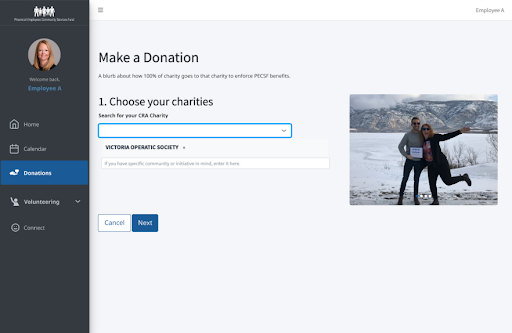 Provincial Employees Community Services Fund
Employee A
Welcome back,
Employee A
Home
Calendar
Donations
Volunteering
Connect
Make a Donation
A blurb about how 100% of charity goes to that charity to enforce PECSF benefits.
1. Choose your charities
Search for your CRA Charity
VICTORIA OPERATIC SOCIETY ×
If you have specific community or initiative in mind, enter it here
Cancel
Next